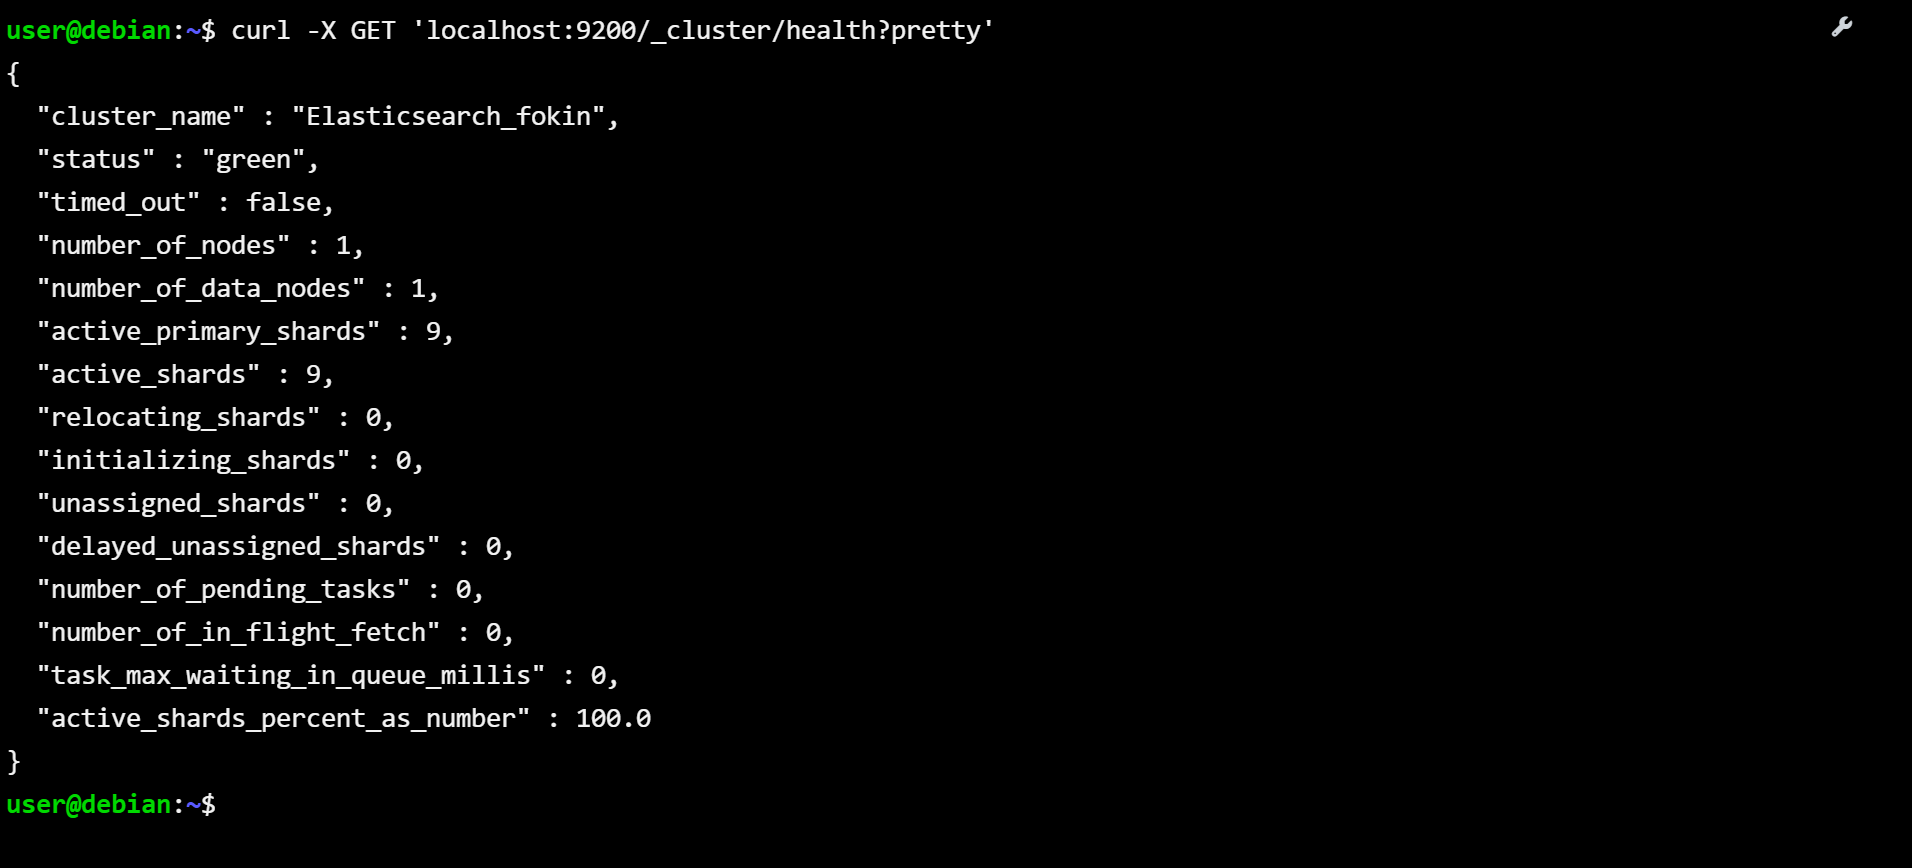 user@debian:~$ curl -X GET 'localhost:9200/_cluster/health?pretty'
{
  "cluster_name" : "Elasticsearch_fokin",
  "status" : "green",
  "timed_out" : false,
  "number_of_nodes" : 1,
  "number_of_data_nodes" : 1,
  "active_primary_shards" : 9,
  "active_shards" : 9,
  "relocating_shards" : 0,
  "initializing_shards" : 0,
  "unassigned_shards" : 0,
  "delayed_unassigned_shards" : 0,
  "number_of_pending_tasks" : 0,
  "number_of_in_flight_fetch" : 0,
  "task_max_waiting_in_queue_millis" : 0,
  "active_shards_percent_as_number" : 100.0
}
user@debian:~$